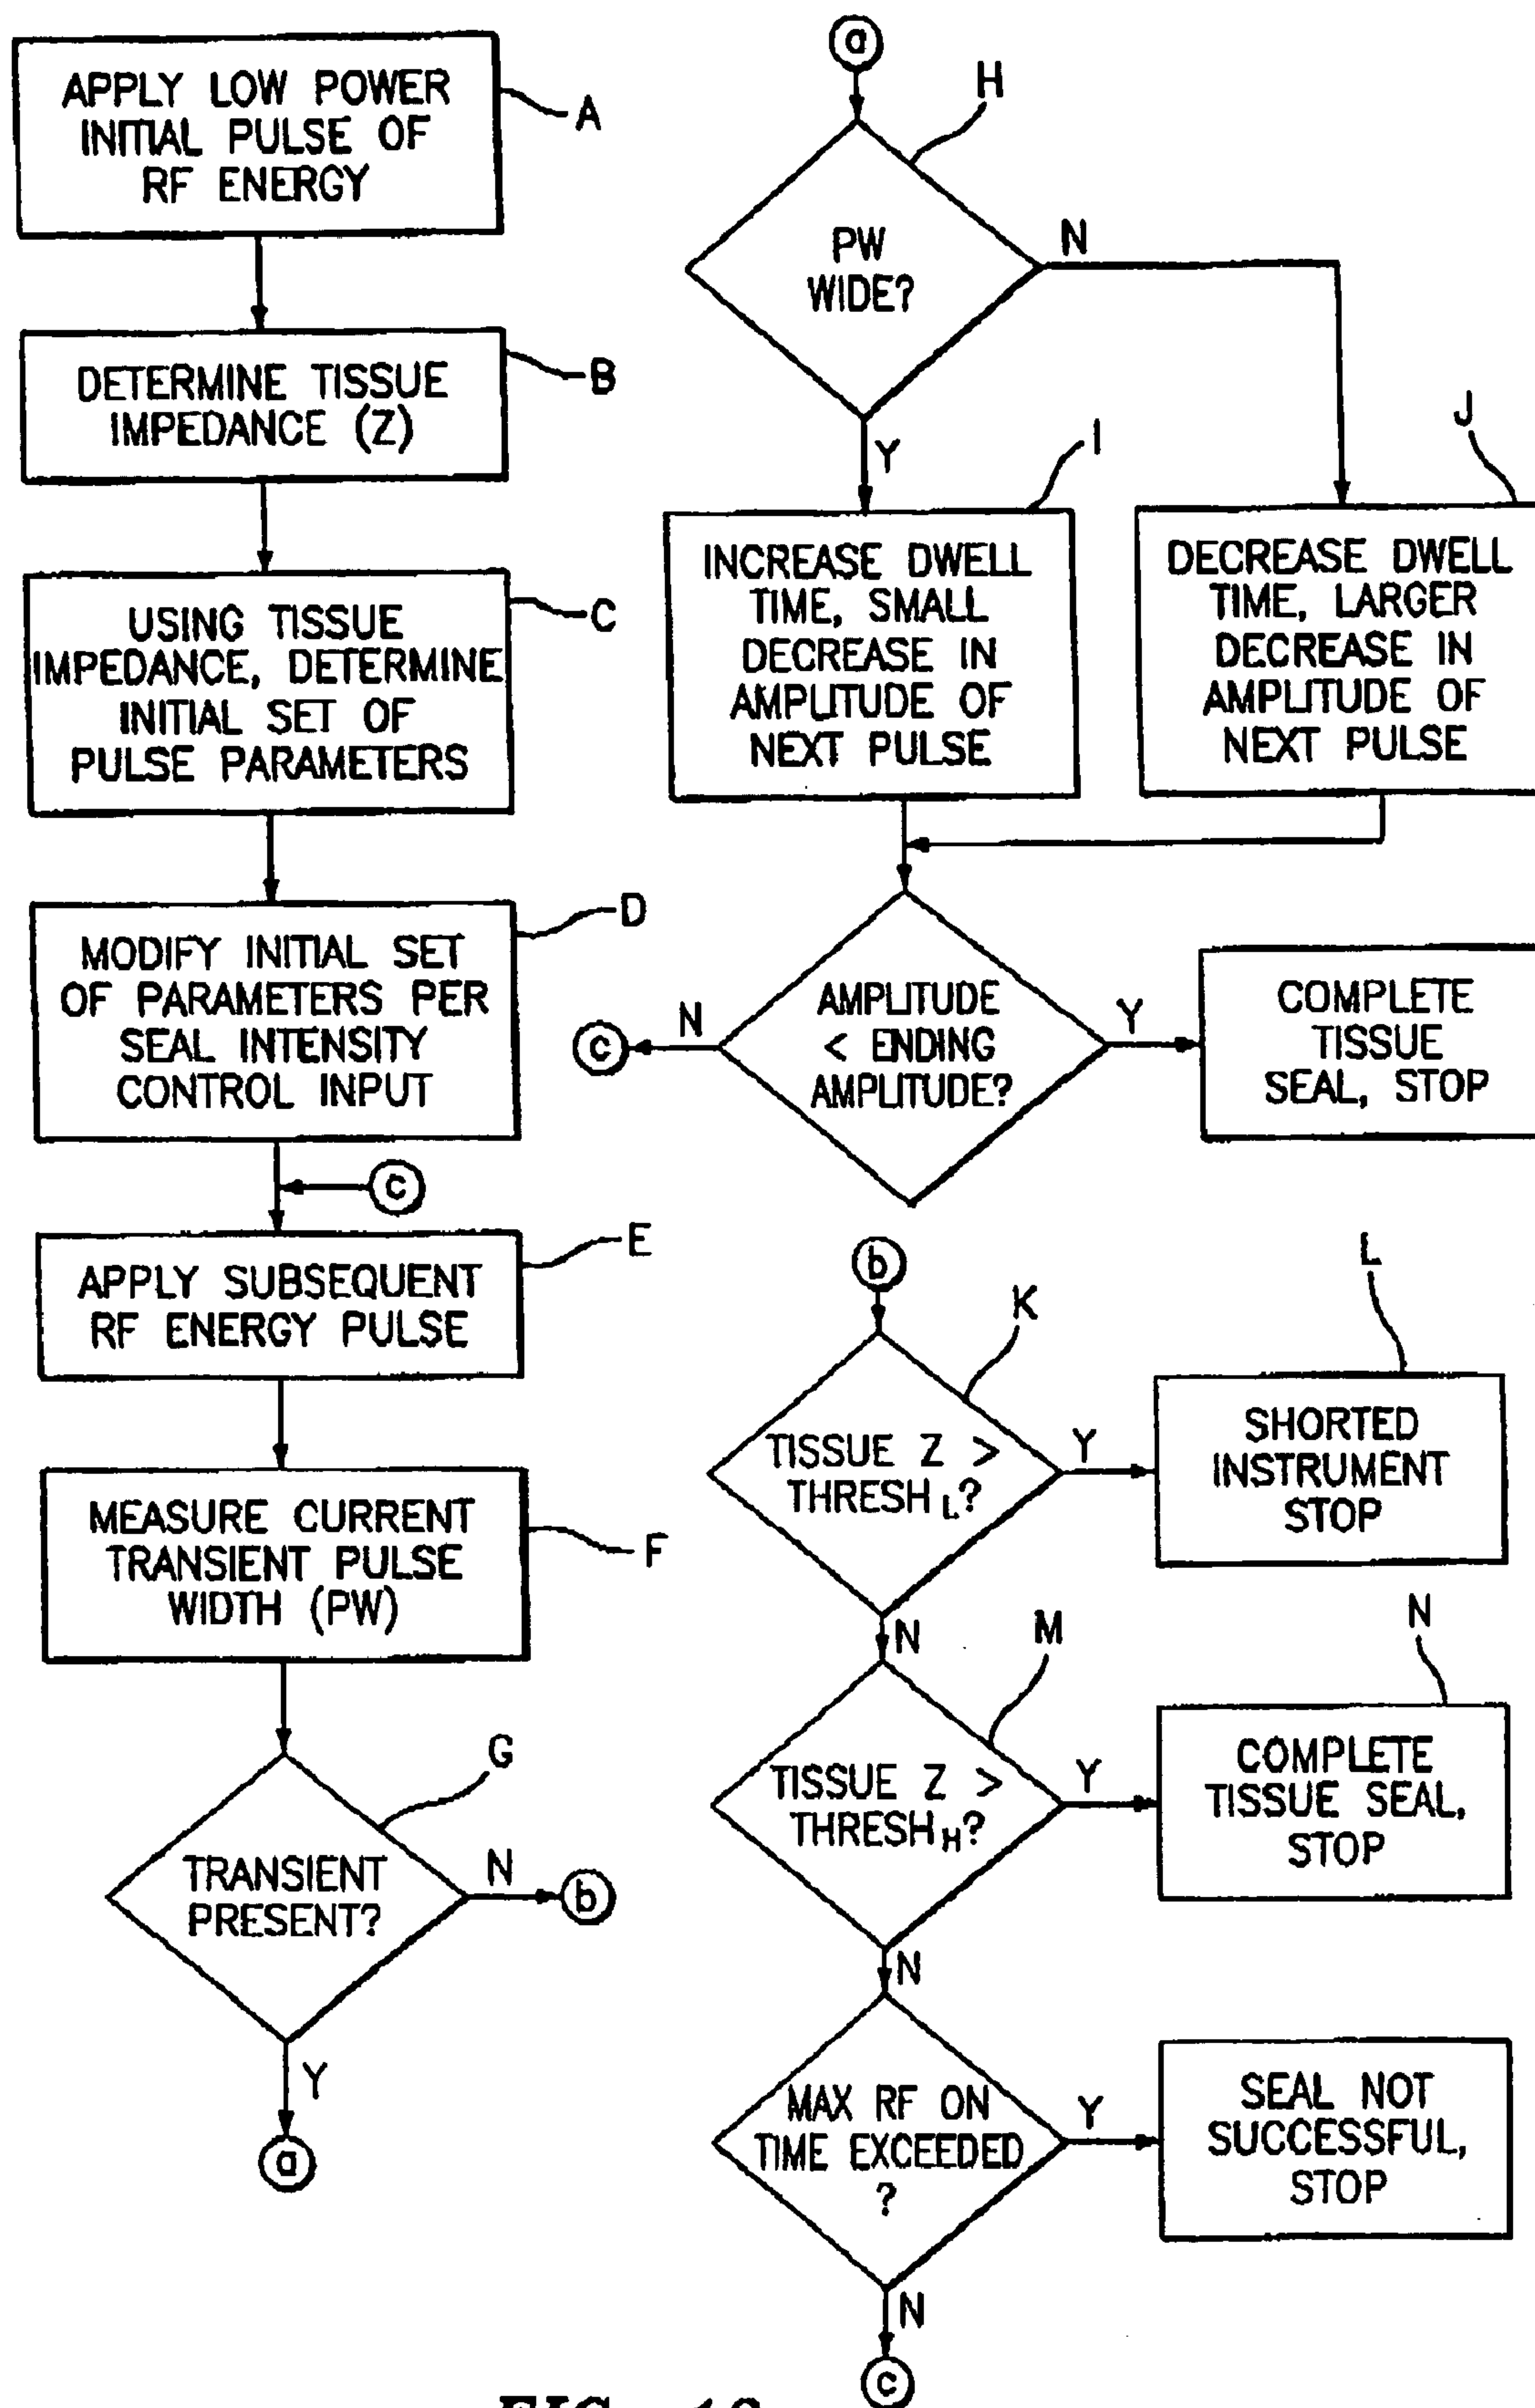 APPLY LOW POWER
INITIAL PULSE OF
RF ENERGY
A
DETERMINE TISSUE
IMPEDANCE (Z)
B
USING TISSUE
IMPEDANCE, DETERMINE
INITIAL SET OF
PULSE PARAMETERS
C
MODIFY INITIAL SET
OF PARAMETERS PER
SEAL INTENSITY
CONTROL INPUT
D
c
APPLY SUBSEQUENT
RF ENERGY PULSE
E
MEASURE CURRENT
TRANSIENT PULSE
WIDTH (PW)
F
G
TRANSIENT
PRESENT?
N
b
Y
a
a
H
PW
WIDE?
N
Y
I
J
INCREASE DWELL
TIME, SMALL
DECREASE IN
AMPLITUDE OF
NEXT PULSE
DECREASE DWELL
TIME, LARGER
DECREASE IN
AMPLITUDE OF
NEXT PULSE
AMPLITUDE
< ENDING
AMPLITUDE?
N
c
Y
COMPLETE
TISSUE
SEAL, STOP
b
K
TISSUE Z >
THRESH L?
Y
L
SHORTED
INSTRUMENT
STOP
N
M
TISSUE Z >
THRESH H?
Y
N
COMPLETE
TISSUE SEAL,
STOP
N
MAX RF ON
TIME EXCEEDED
?
Y
SEAL NOT
SUCCESSFUL,
STOP
N
c